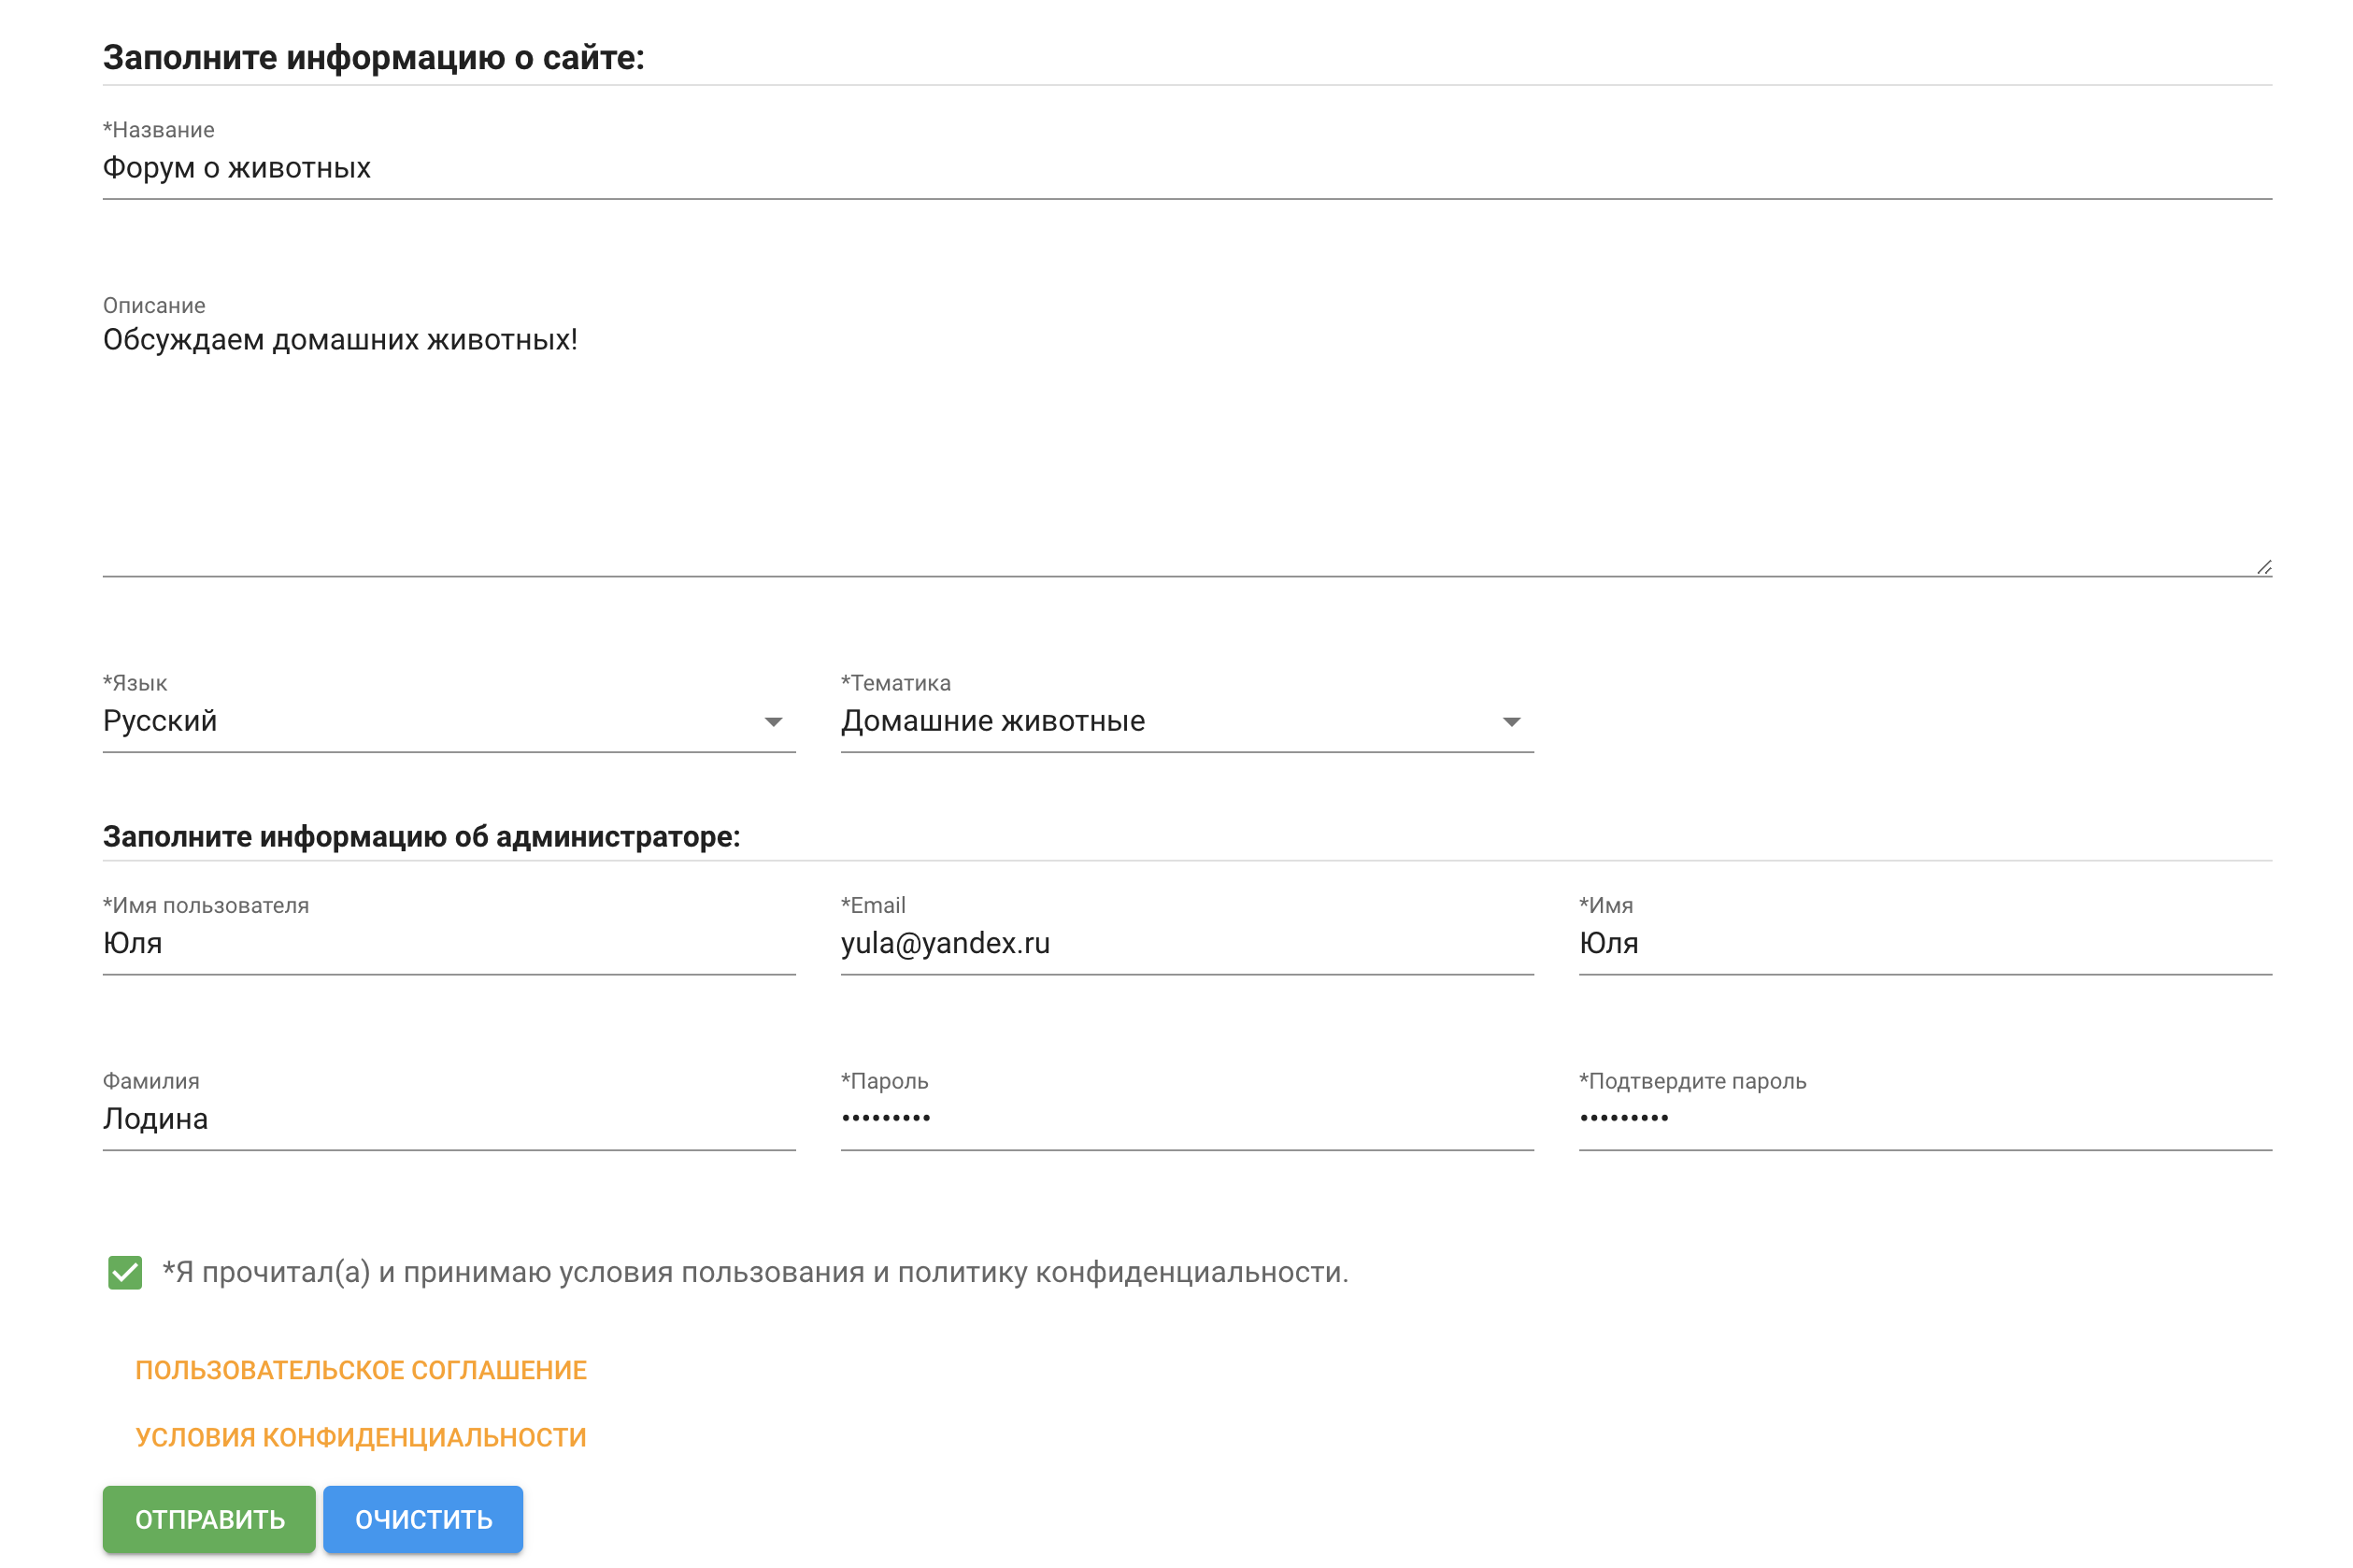 Заполните информацию о сайте:
*Название
Форум о животных
Описание
Обсуждаем домашних животных!
*Язык
*Тематика
Русский
Домашние животные
Заполните информацию об администраторе:
*Имя пользователя
*Email
*Имя
Юля
yula@yandex.ru
Юля
Фамилия
*Пароль
*Подтвердите пароль
Лодина
•••••••••
•••••••••
*Я прочитал(а) и принимаю условия пользования и политику конфиденциальности.
ПОЛЬЗОВАТЕЛЬСКОЕ СОГЛАШЕНИЕ
УСЛОВИЯ КОНФИДЕНЦИАЛЬНОСТИ
ОТПРАВИТЬ
ОЧИСТИТЬ